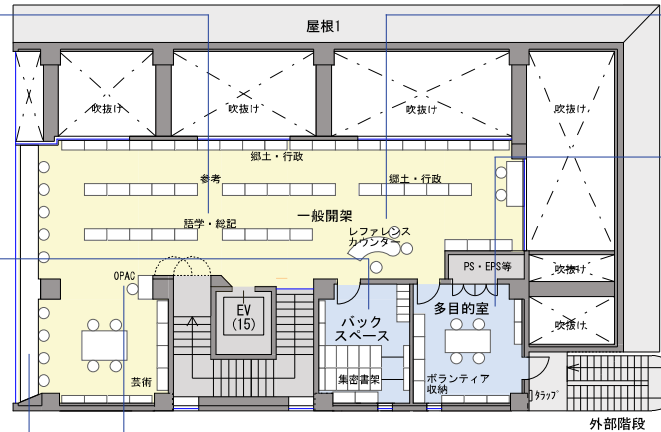 屋根1
吹抜け
吹抜け
吹抜け
吹抜け
郷土・行政
参考
郷土・行政
語学・総記
一般開架
レファレンス
カウンター
PS・EPS等
吹抜け
OPAC
EV
(15)
バック
スペース
多目的室
吹抜け
芸術
集密書架
ボランティア
収納
タラップ
外部階段